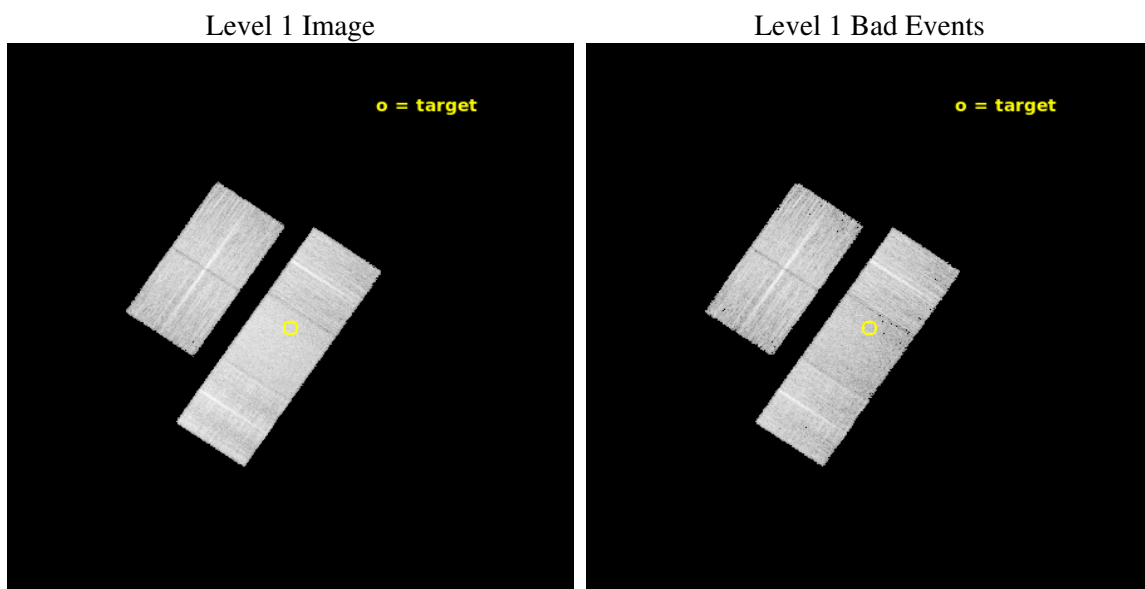 Level 1 Image
Level 1 Bad Events
o = target
o = target